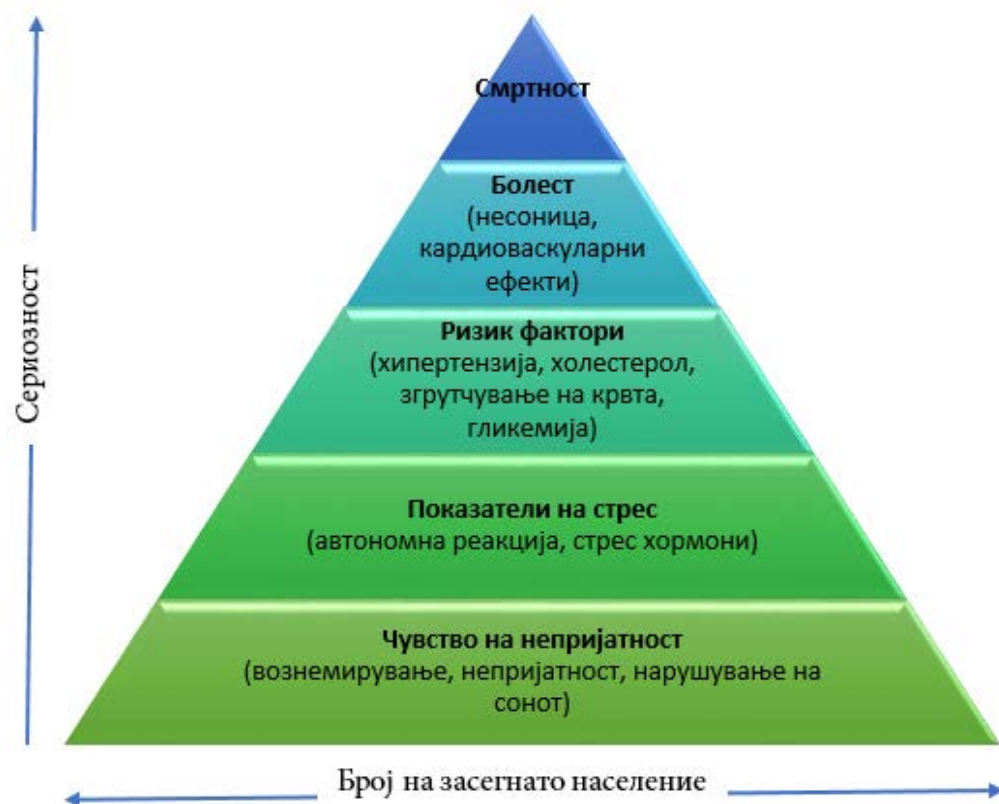 Смртност
Болест
(несоница,
кардиоваскуларни
ефекти)
Ризик фактори
(хипертензија, холестерол,
згрутчување на крвта,
гликемија)
Показатели на стрес
(автономна реакција, стрес хормони)
Чувство на непријатност
(вознемирување, непријатност, нарушување на
сонот)
Сериозност
Број на засегнато население